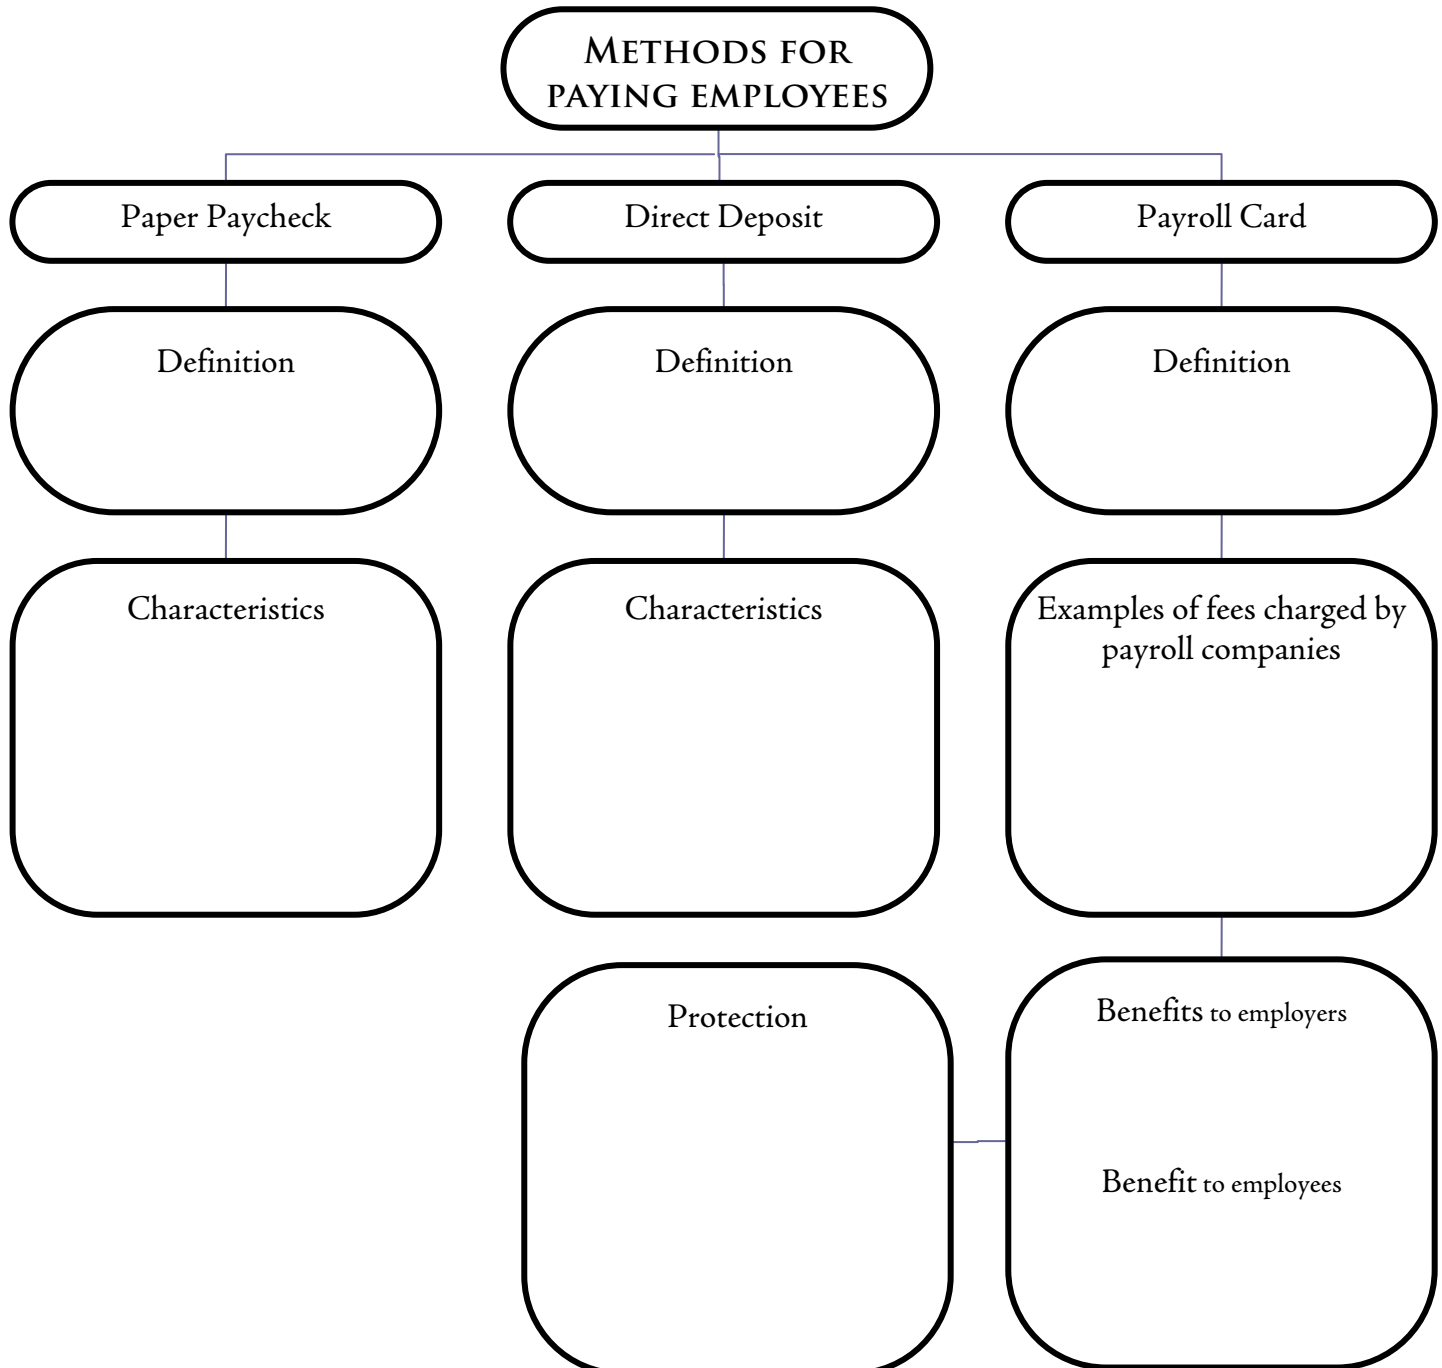 METHODS FOR
PAYING EMPLOYEES
Paper Paycheck
Direct Deposit
Payroll Card
Definition
Definition
Definition
Characteristics
Characteristics
Examples of fees charged by
payroll companies
Protection
Benefits to employers
Benefit to employees